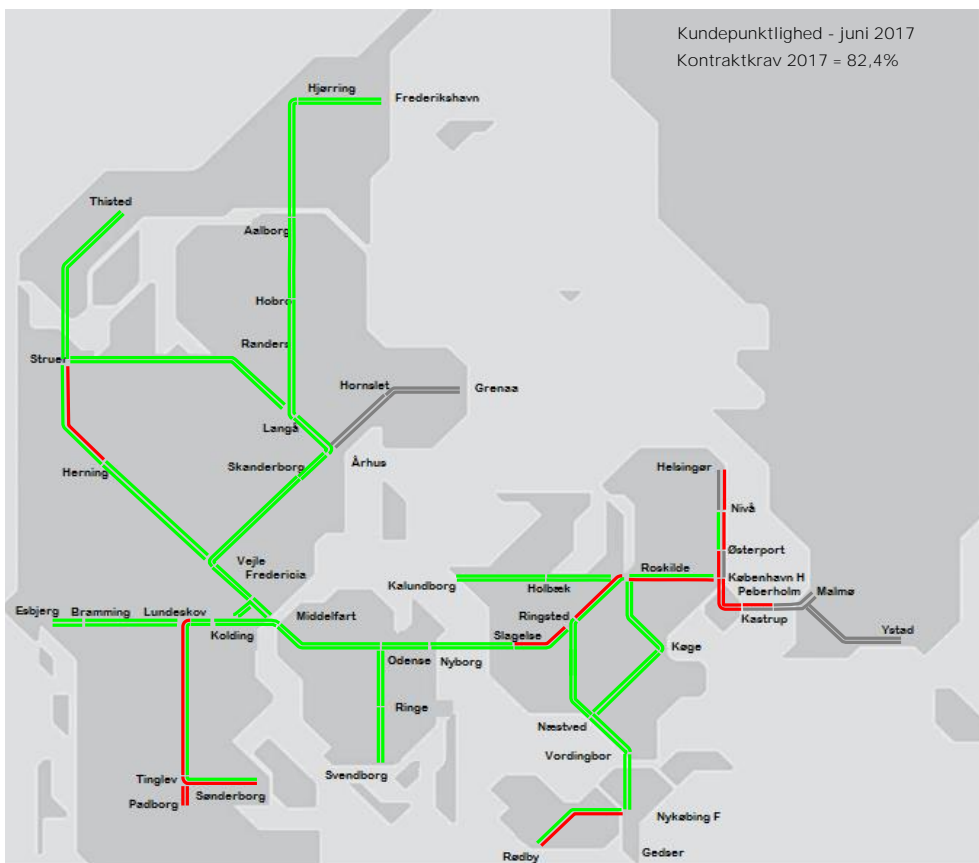 Kundepunktlighed - juni 2017
Kontraktkrav 2017 = 82,4%
Hjørring
Frederikshavn
Thisted
Aalborg
Hobro
Randers
Struer
Hornslet
Grenaa
Langå
Århus
Skanderborg
Herning
Helsingør
Nivå
Østerport
Vejle
Fredericia
Roskilde
København H
Kalundborg
Holbæk
Peberholm
Malmø
Esbjerg
Bramming
Lundeskov
Middelfart
Ringsted
Kastrup
Kolding
Slagelse
Ystad
Køge
Odense
Nyborg
Ringe
Næstved
Vordingbor
Tinglev
Svendborg
Sønderborg
Padborg
Nykøbing F
Rødby
Gedser